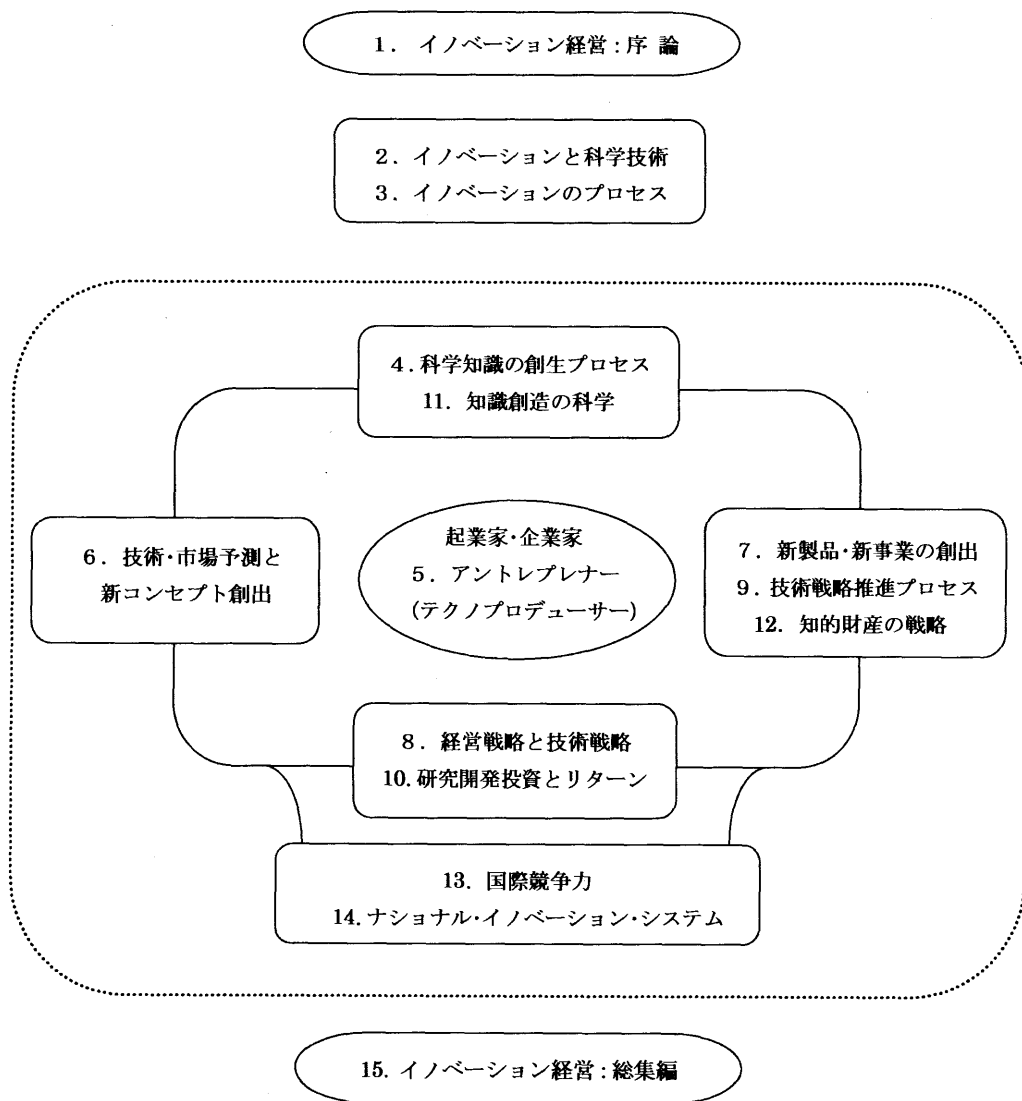 1. イノベーション経営:序 論
2. イノベーションと科学技術
3. イノベーションのプロセス
4.科学知識の創生プロセス
11. 知識創造の科学
6. 技術・市場予測と
新コンセプト創出
起業家・企業家
5. アントレプレナー
(テクノプロデューサー)
7. 新製品・新事業の創出
9. 技術戦略推進プロセス
12. 知的財産の戦略
8. 経営戦略と技術戦略
10.研究開発投資とリターン
13. 国際競争力
14.ナショナル・イノベーション・システム
15. イノベーション経営:総集編